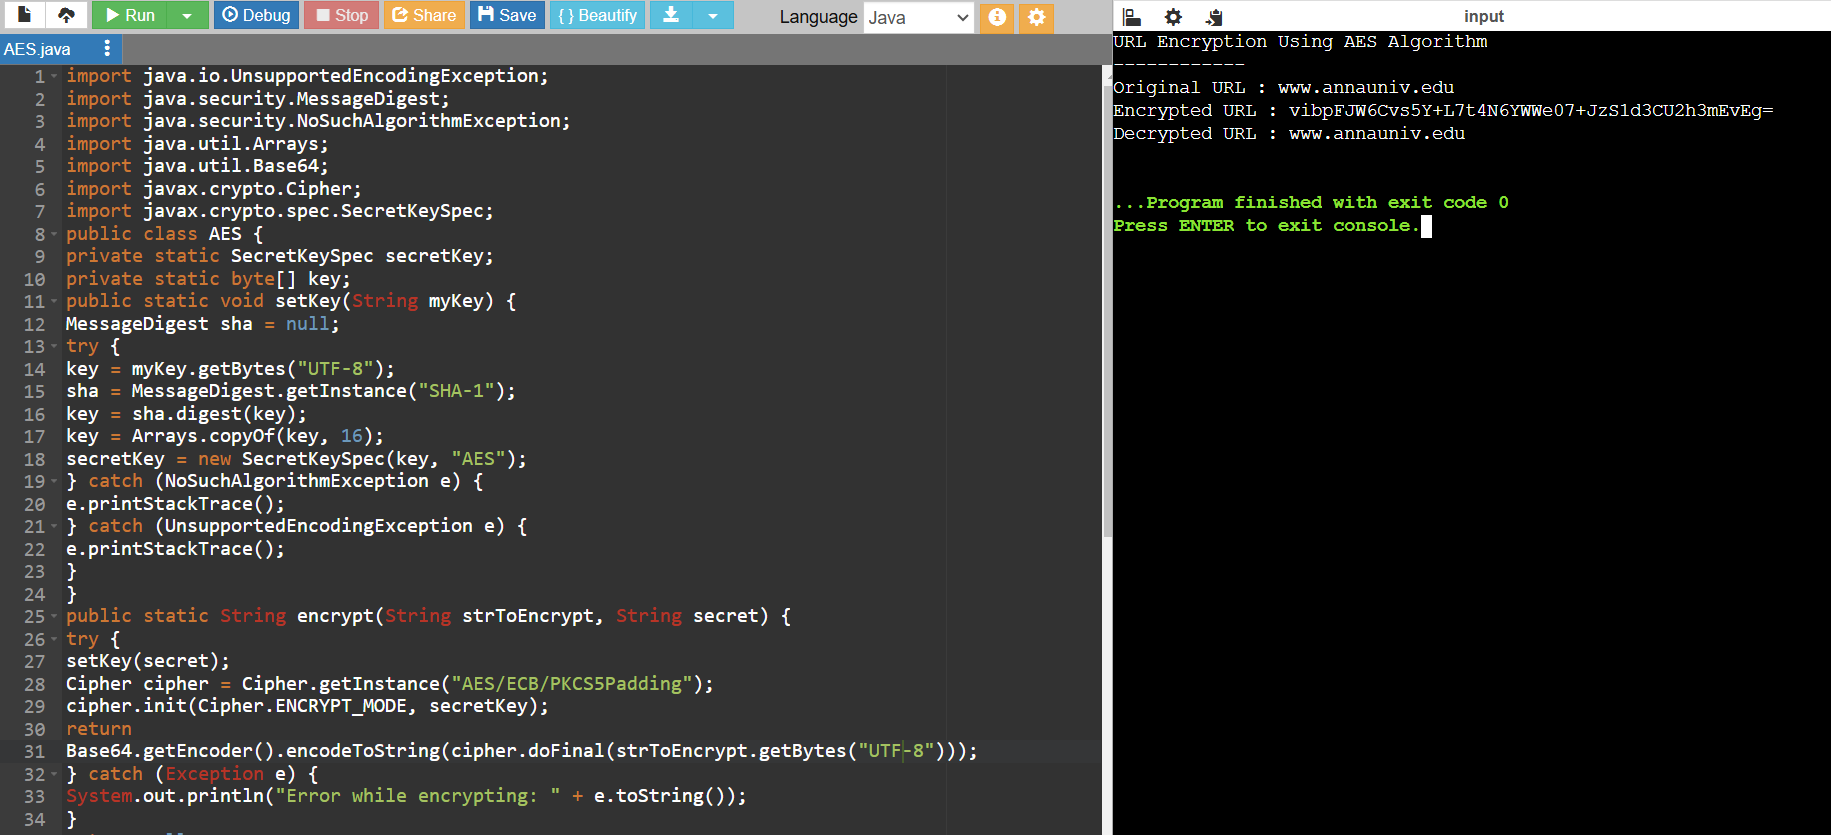 Run Debug Stop Share Save { } Beautify Language Java
AES.java
1 import java.io.UnsupportedEncodingException;
2 import java.security.MessageDigest;
3 import java.security.NoSuchAlgorithmException;
4 import java.util.Arrays;
5 import java.util.Base64;
6 import javax.crypto.Cipher;
7 import javax.crypto.spec.SecretKeySpec;
8 public class AES {
9 private static SecretKeySpec secretKey;
10 private static byte[] key;
11 public static void setKey(String myKey) {
12 MessageDigest sha = null;
13 try {
14 key = myKey.getBytes("UTF-8");
15 sha = MessageDigest.getInstance("SHA-1");
16 key = sha.digest(key);
17 key = Arrays.copyOf(key, 16);
18 secretKey = new SecretKeySpec(key, "AES");
19 } catch (NoSuchAlgorithmException e) {
20 e.printStackTrace();
21 } catch (UnsupportedEncodingException e) {
22 e.printStackTrace();
23 }
24 }
25 public static String encrypt(String strToEncrypt, String secret) {
26 try {
27 setKey(secret);
28 Cipher cipher = Cipher.getInstance("AES/ECB/PKCS5Padding");
29 cipher.init(Cipher.ENCRYPT_MODE, secretKey);
30 return
31 Base64.getEncoder().encodeToString(cipher.doFinal(strToEncrypt.getBytes("UTF-8")));
32 } catch (Exception e) {
33 System.out.println("Error while encrypting: " + e.toString());
34 }
input
URL Encryption Using AES Algorithm
------------
Original URL : www.annauniv.edu
Encrypted URL : vibpFJW6Cvs5Y+L7t4N6YWWe07+JzS1d3CU2h3mEvEg=
Decrypted URL : www.annauniv.edu
...Program finished with exit code 0
Press ENTER to exit console.